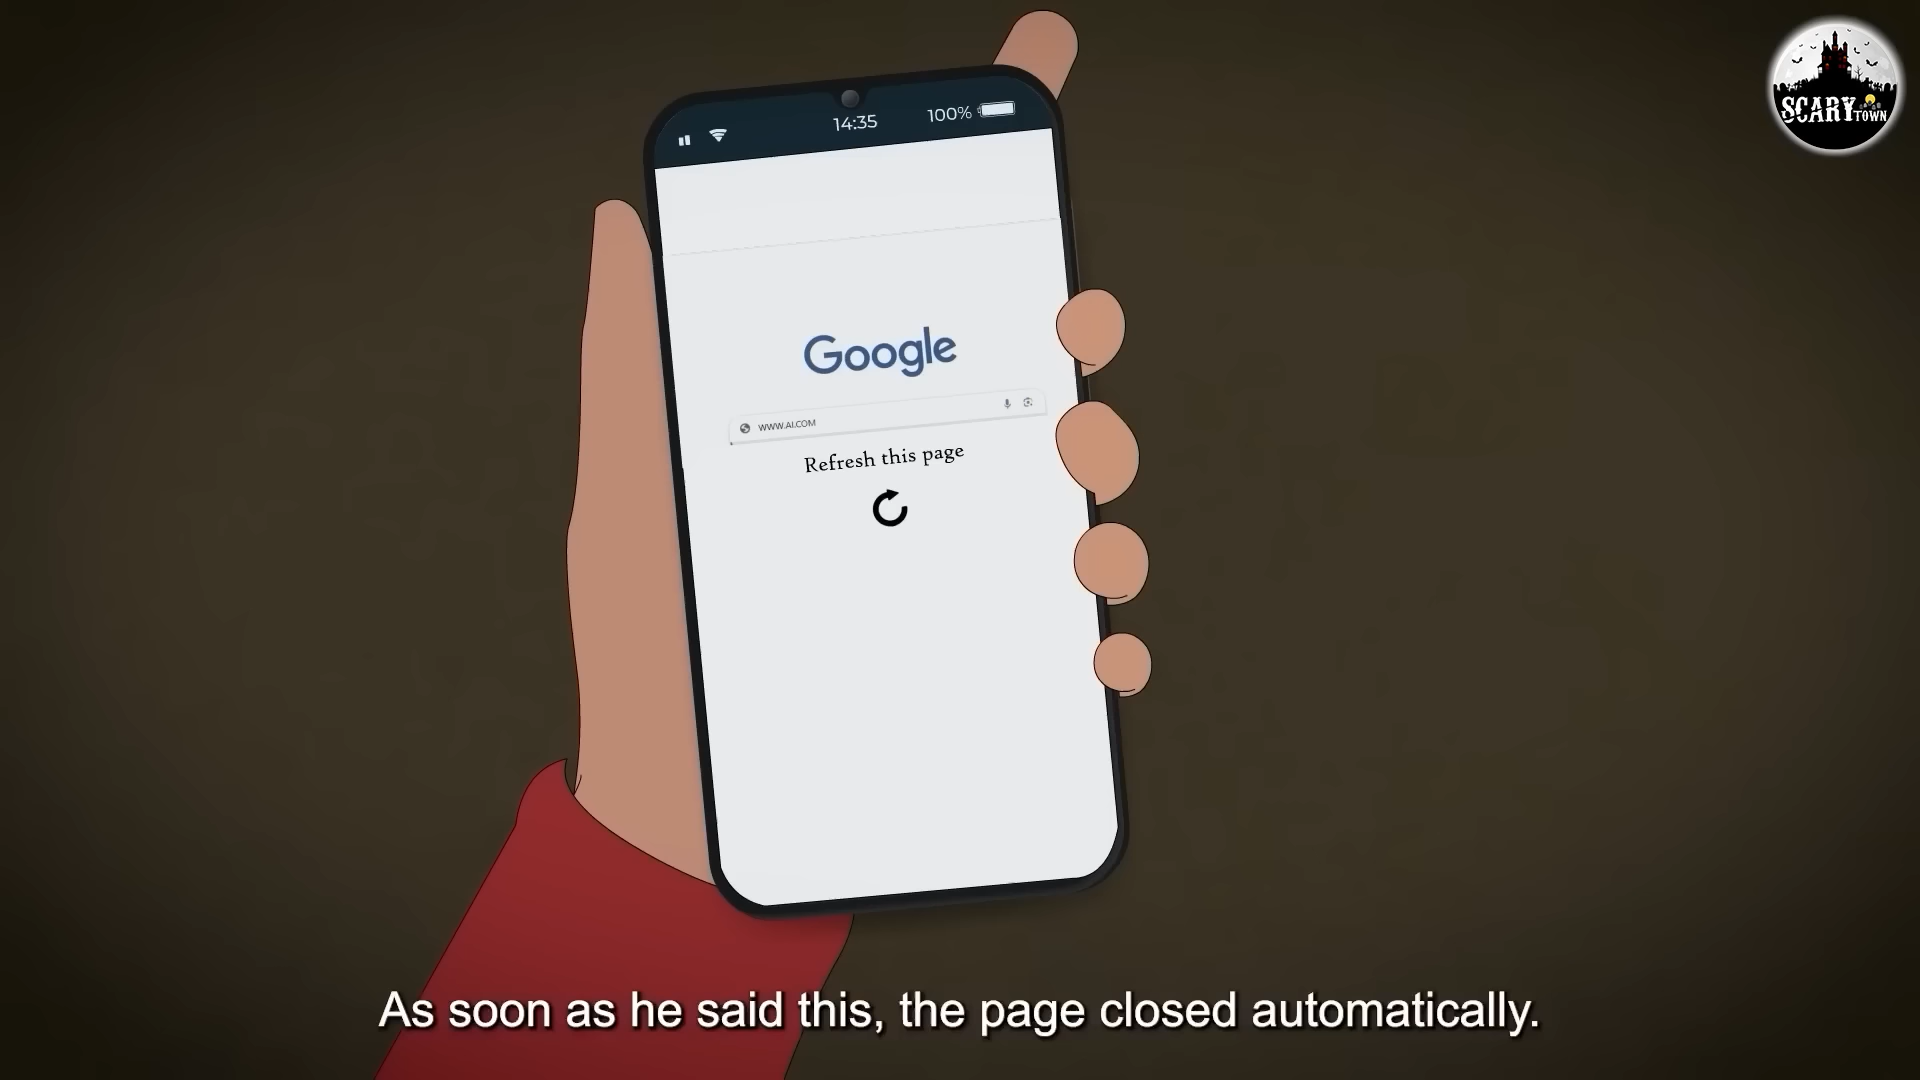 SCARY TOWN
14:35
100%
Google
WWW.AI.COM
Refresh this page
As soon as he said this, the page closed automatically.